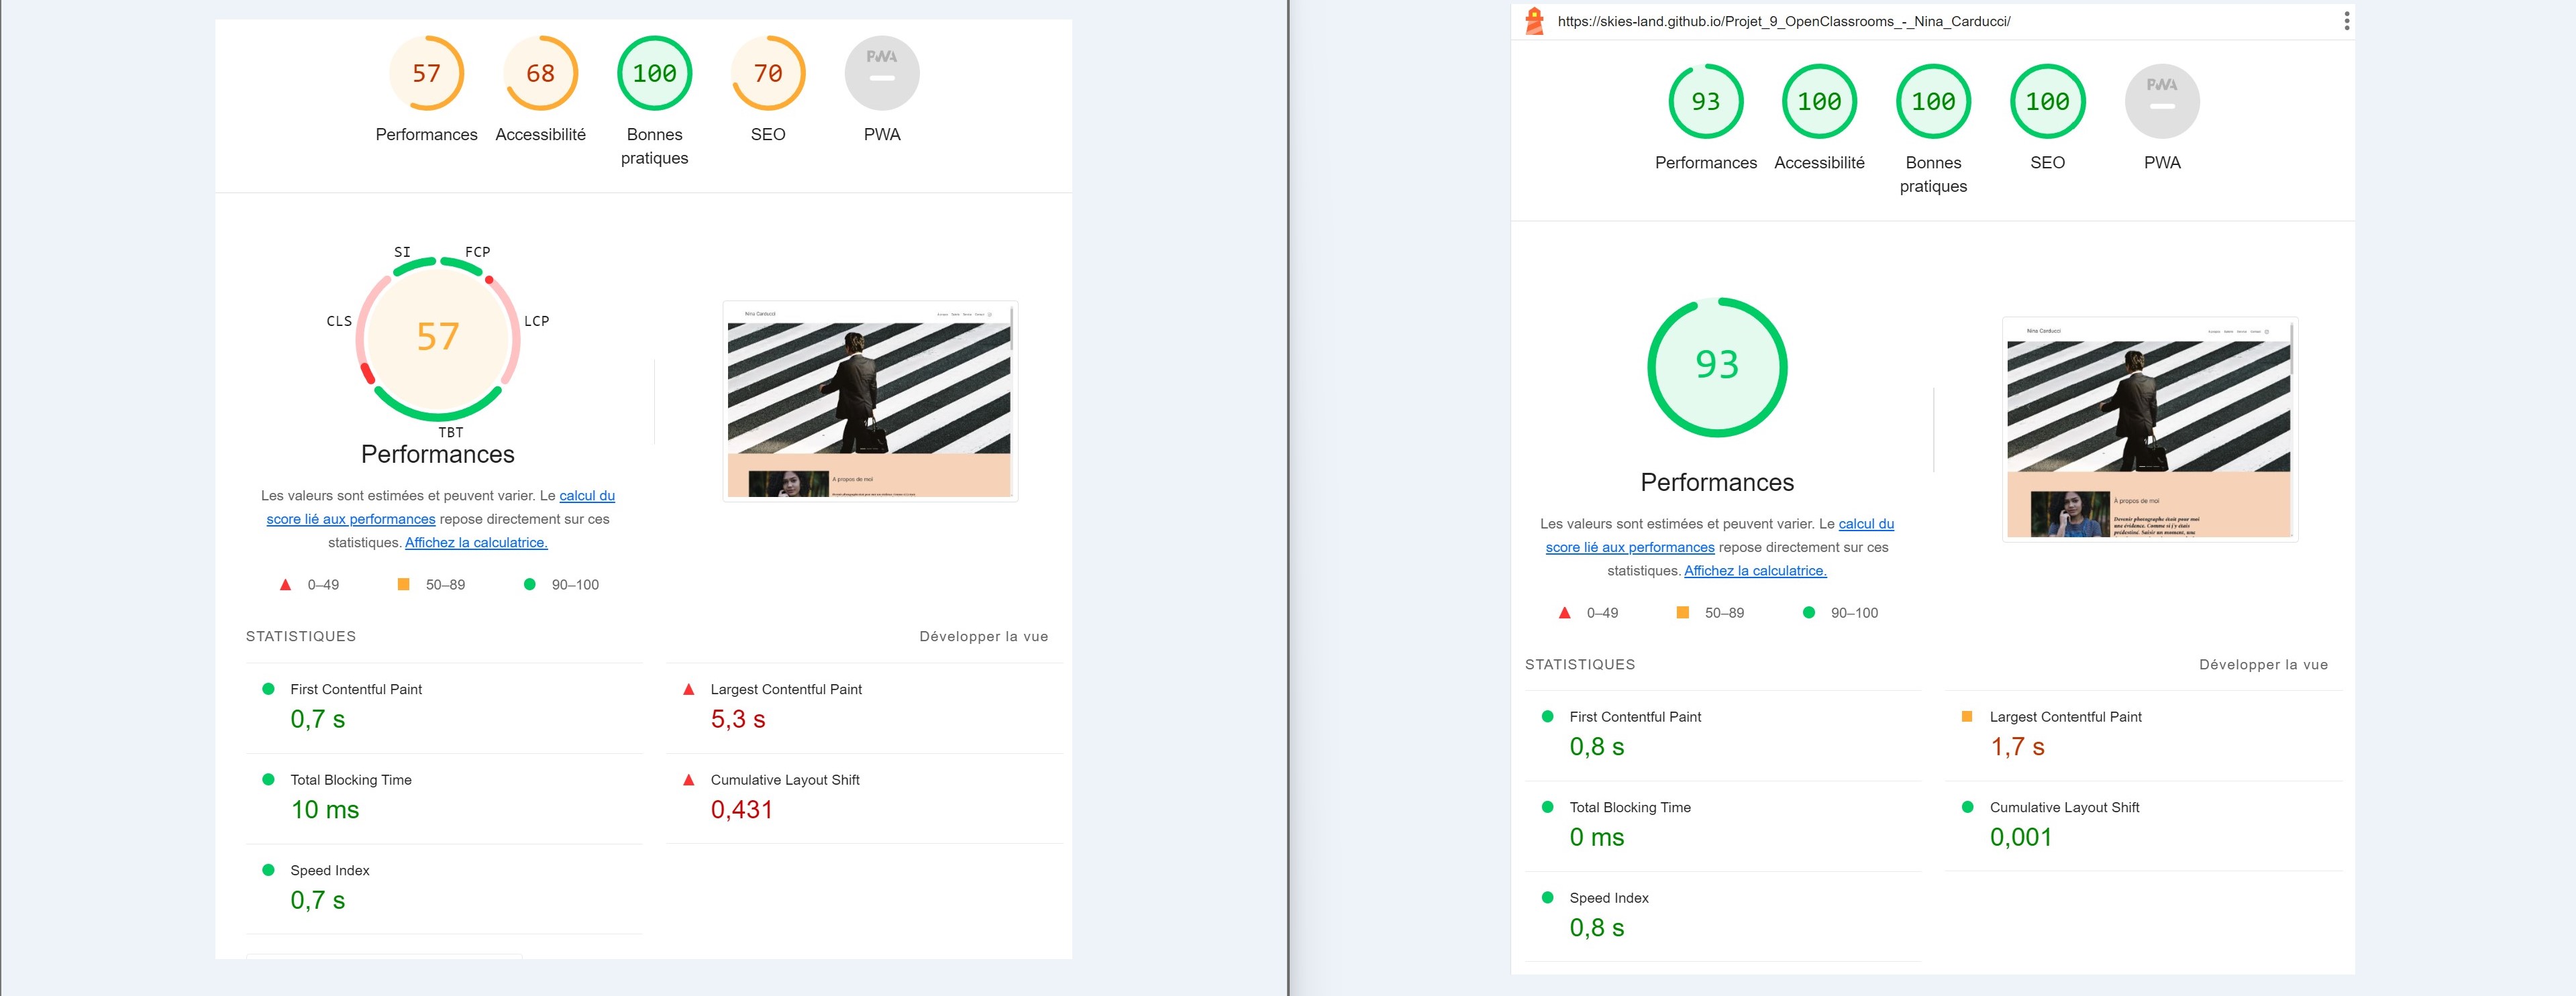 57
68
100
70
PWA
Performances
Accessibilité
Bonnes
pratiques
SEO
PWA
SI
FCP
CLS
LCP
57
TBT
Performances
Les valeurs sont estimées et peuvent varier. Le calcul du
score lié aux performances repose directement sur ces
statistiques. Affichez la calculatrice.
0–49
50–89
90–100
Nina Carducci
A propos de moi
STATISTIQUES
Développer la vue
First Contentful Paint
0,7 s
Largest Contentful Paint
5,3 s
Total Blocking Time
10 ms
Cumulative Layout Shift
0,431
Speed Index
0,7 s
https://skies-land.github.io/Projet_9_OpenClassrooms_-_Nina_Carducci/
93
100
100
100
PWA
Performances
Accessibilité
Bonnes
pratiques
SEO
PWA
93
Performances
Les valeurs sont estimées et peuvent varier. Le calcul du
score lié aux performances repose directement sur ces
statistiques. Affichez la calculatrice.
0–49
50–89
90–100
Nina Carducci
À propos de moi
Devenir photographe était pour moi
une évidence. Comme si j'y étais
prédestiné. Saisir un moment, une
STATISTIQUES
Développer la vue
First Contentful Paint
0,8 s
Largest Contentful Paint
1,7 s
Total Blocking Time
0 ms
Cumulative Layout Shift
0,001
Speed Index
0,8 s